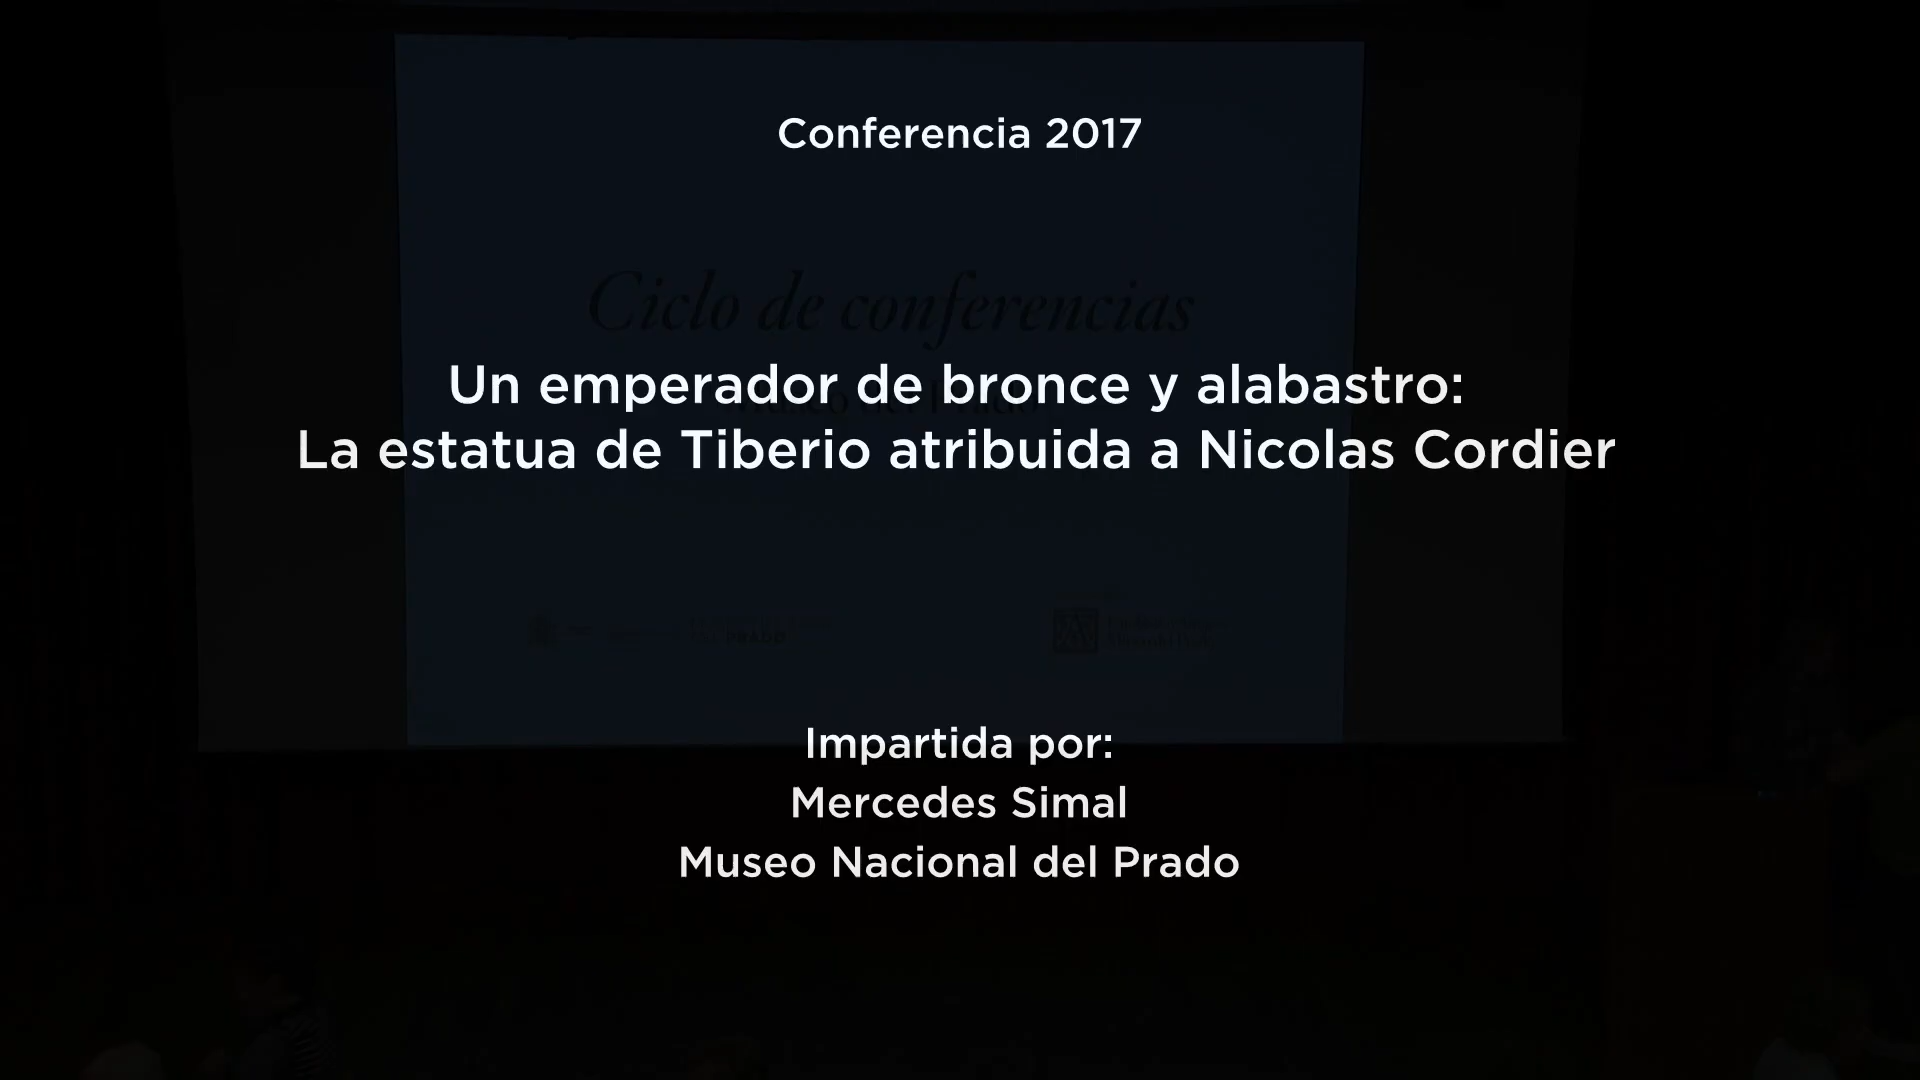 Conferencia 2017
Ciclo de conferencias
Un emperador de bronce y alabastro:
La estatua de Tiberio atribuida a Nicolas Cordier
PRADO
Impartida por:
Mercedes Simal
Museo Nacional del Prado